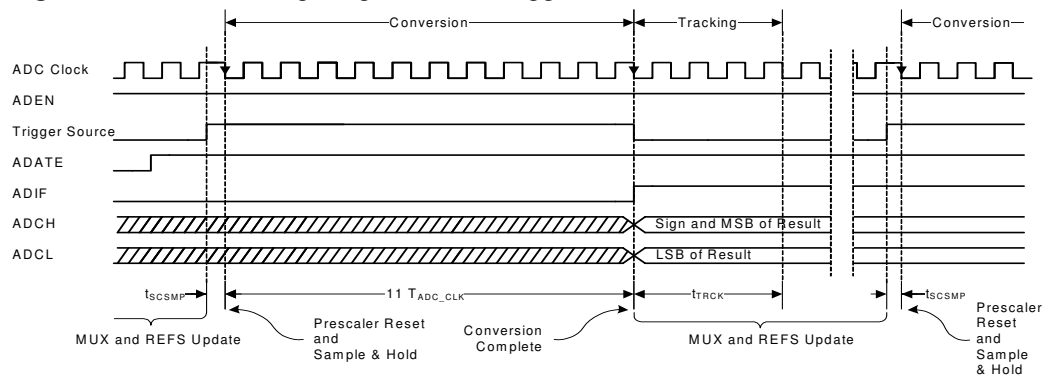 Conversion Tracking Conversion
ADC Clock
ADEN
Trigger Source
ADATE
ADIF
ADCH Sign and MSB of Result
ADCL LSB of Result
tSCSMP 11 TADC_CLK tTRCK tSCSMP
MUX and REFS Update
Prescaler Reset
and
Sample & Hold
Conversion
Complete
MUX and REFS Update
Prescaler
Reset
and
Sample
& Hold